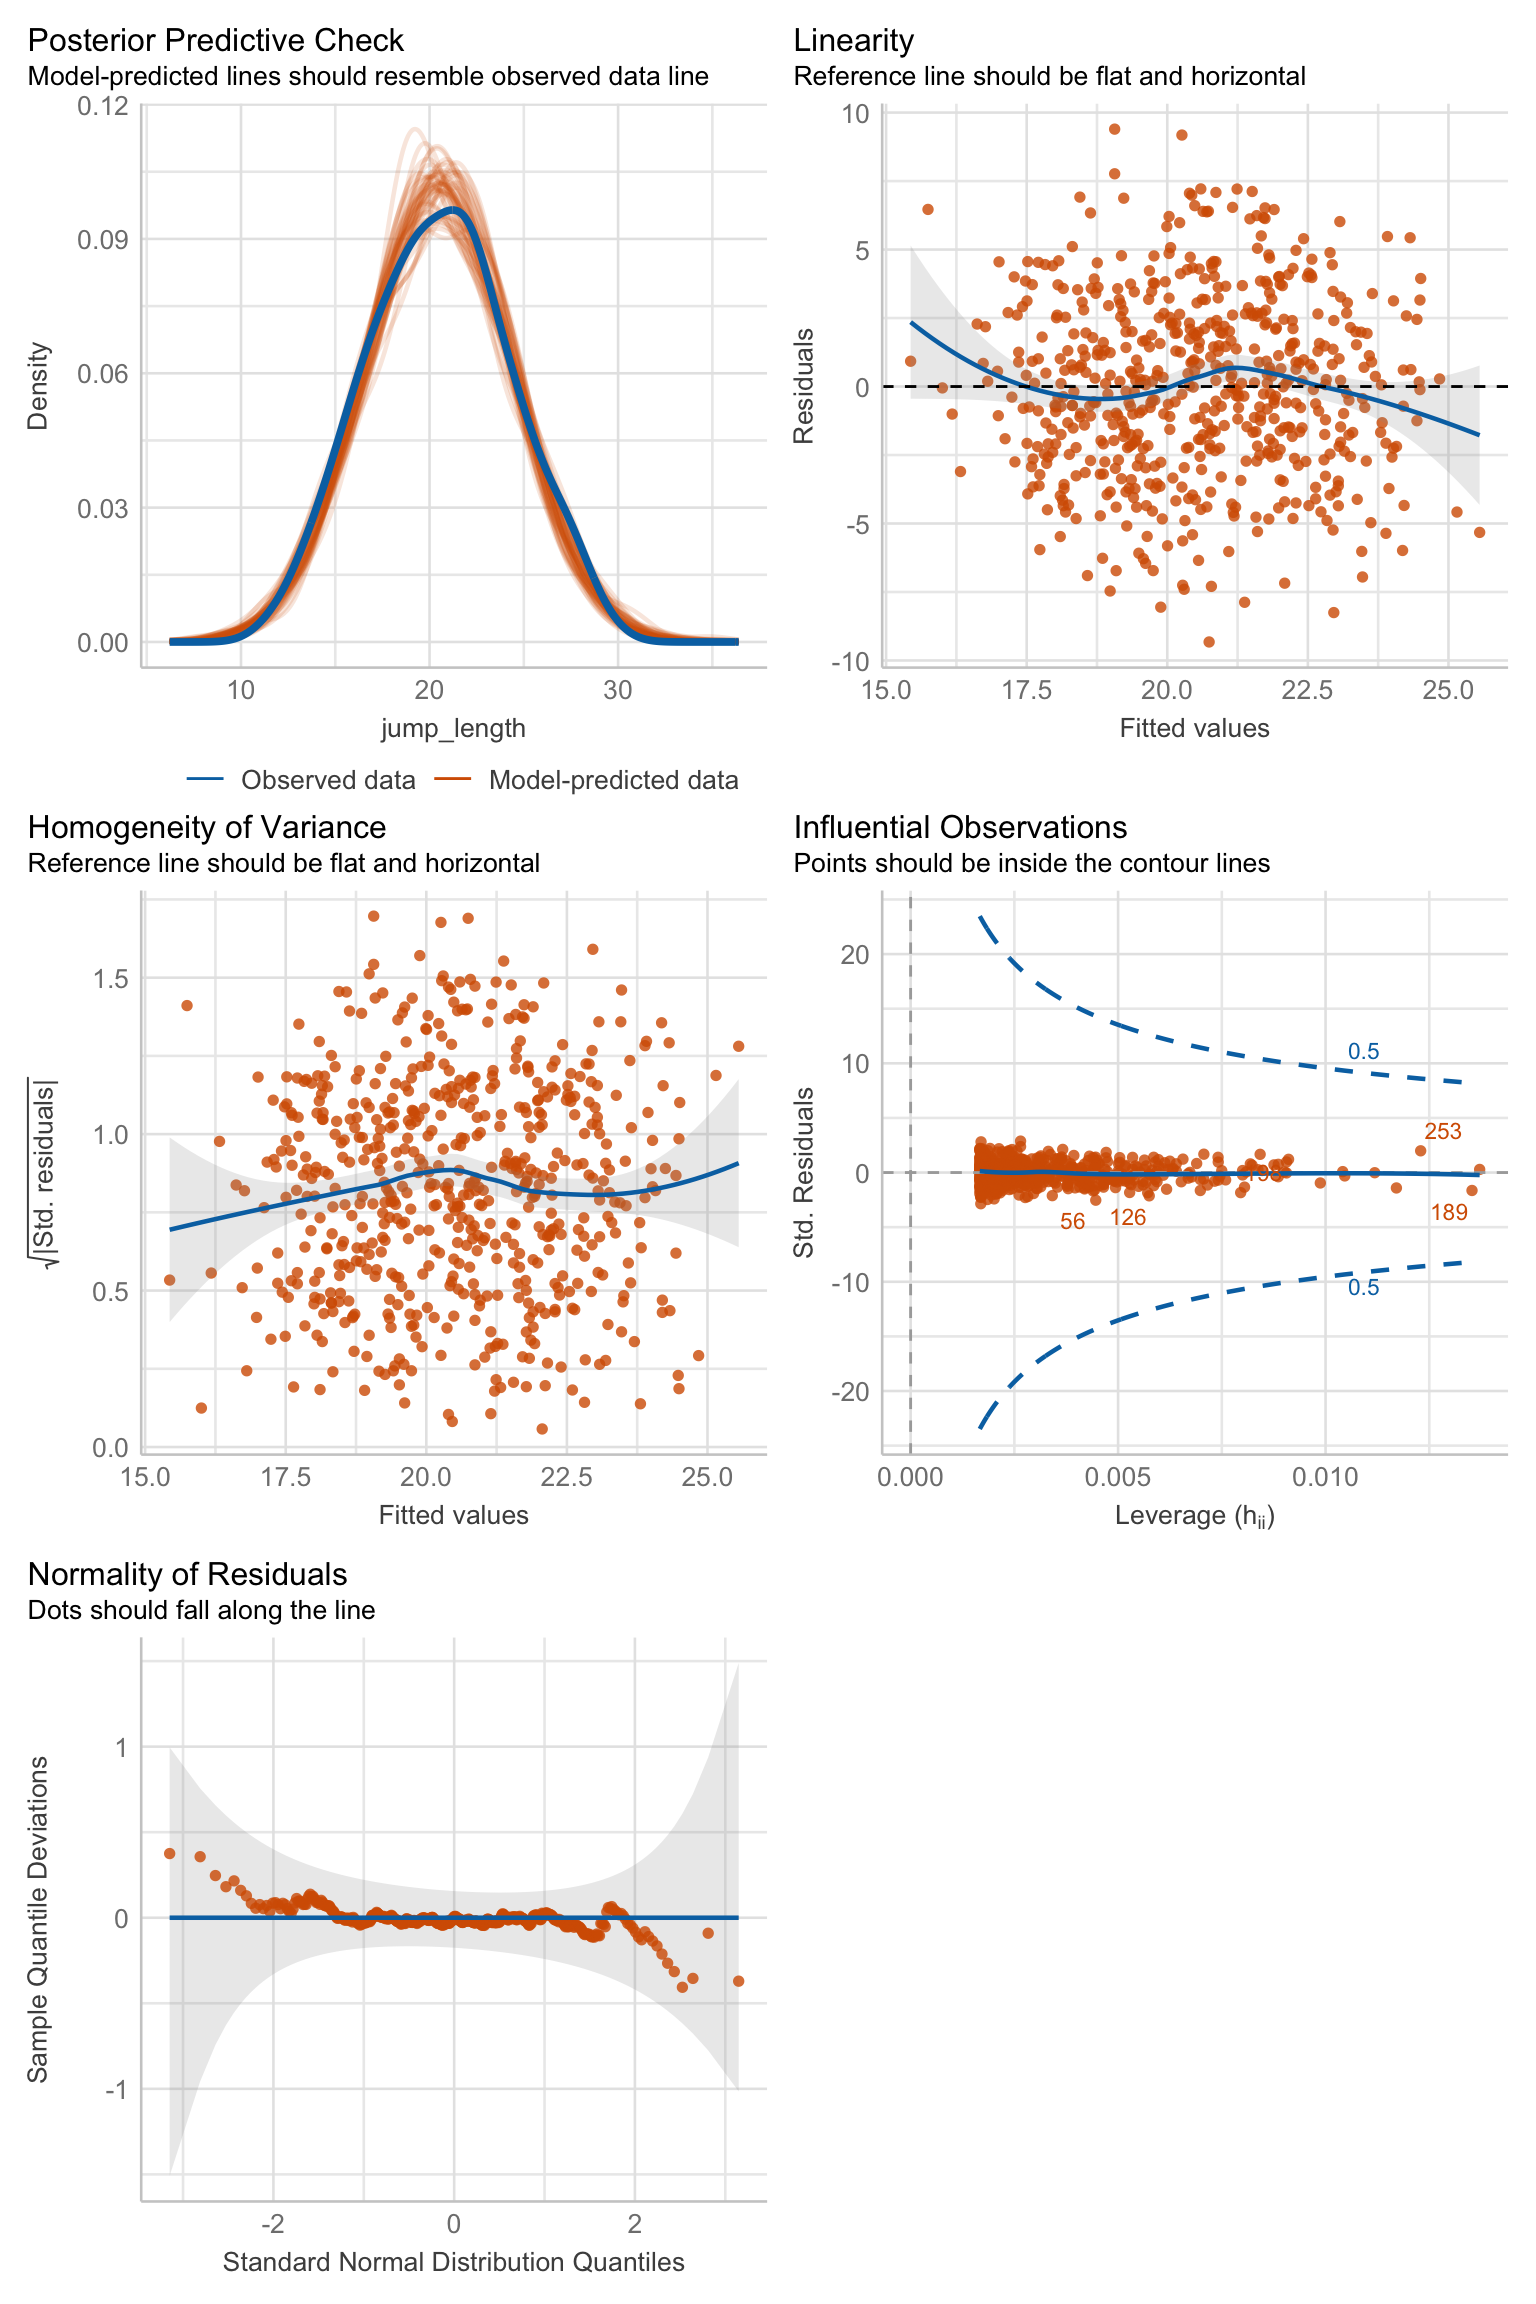 Posterior Predictive Check
Model-predicted lines should resemble observed data line
0.12
0.09
0.06
0.03
0.00
Density
10 20 30
jump_length
Observed data Model-predicted data
Linearity
Reference line should be flat and horizontal
10
5
0
-5
-10
Residuals
15.0 17.5 20.0 22.5 25.0
Fitted values
Homogeneity of Variance
Reference line should be flat and horizontal
1.5
1.0
0.5
0.0
√|Std. residuals|
15.0 17.5 20.0 22.5 25.0
Fitted values
Influential Observations
Points should be inside the contour lines
20
10
0
-10
-20
Std. Residuals
0.5
253
56
126
189
0.5
0.000 0.005 0.010
Leverage (hii)
Normality of Residuals
Dots should fall along the line
1
0
-1
Sample Quantile Deviations
-2 0 2
Standard Normal Distribution Quantiles